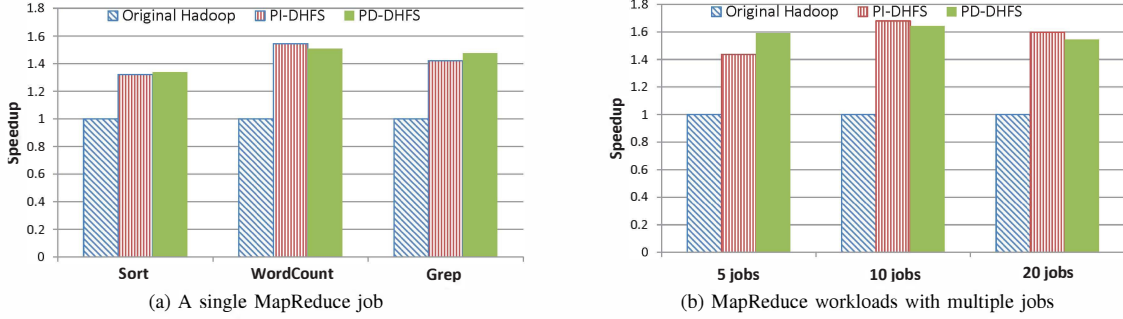 Original Hadoop PI-DHFS PD-DHFS
1.8
1.6
1.4
1.2
1
0.8
0.6
0.4
0.2
0
Speedup
Sort WordCount Grep
(a) A single MapReduce job
Original Hadoop PI-DHFS PD-DHFS
1.8
1.6
1.4
1.2
1
0.8
0.6
0.4
0.2
0
Speedup
5 jobs 10 jobs 20 jobs
(b) MapReduce workloads with multiple jobs